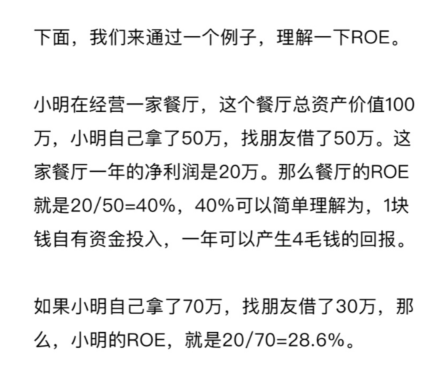 下面，我们来通过一个例子，理解一下ROE。
小明在经营一家餐厅，这个餐厅总资产价值100
万，小明自己拿了50万，找朋友借了50万。这
家餐厅一年的净利润是20万。那么餐厅的ROE
就是20/50=40%，40%可以简单理解为，1块
钱自有资金投入，一年可以产生4毛钱的回报。
如果小明自己拿了70万，找朋友借了30万，那
么，小明的ROE，就是20/70=28.6%。